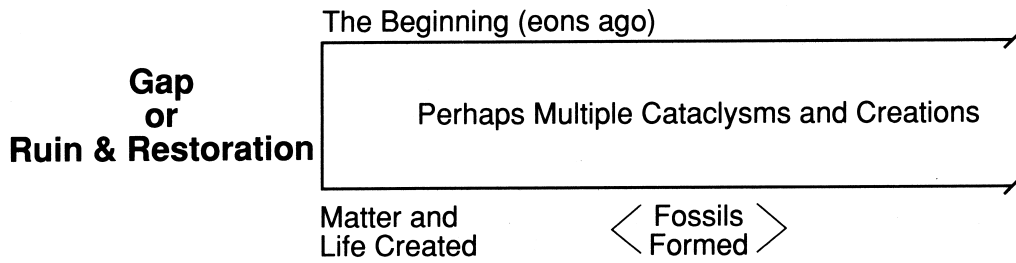 The Beginning (eons ago)
Gap
or
Ruin & Restoration
Perhaps Multiple Cataclysms and Creations
Matter and
Life Created
Fossils
Formed